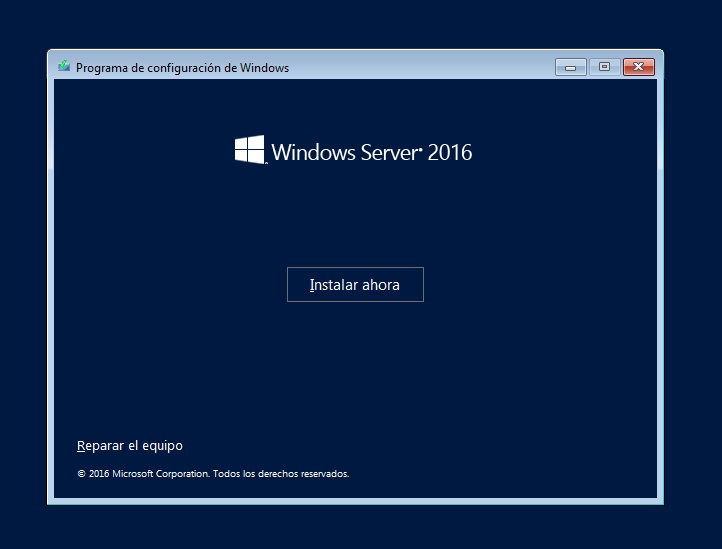 Programa de configuración de Windows
Windows Server® 2016
Instalar ahora
Reparar el equipo
© 2016 Microsoft Corporation. Todos los derechos reservados.